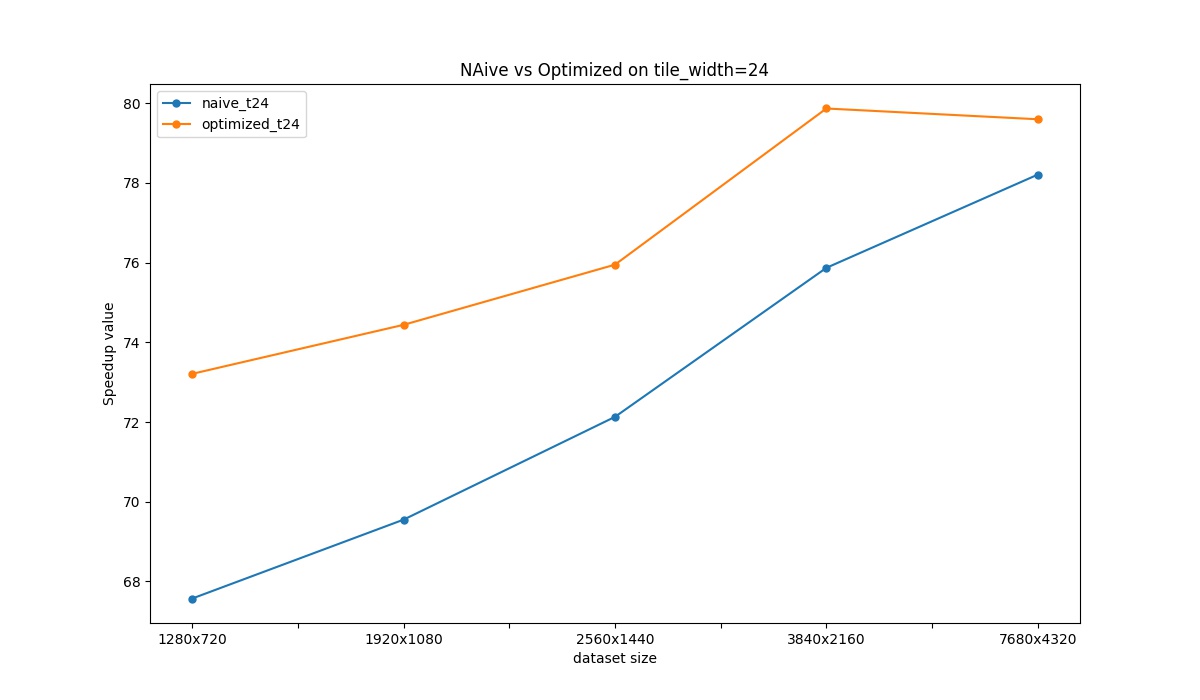 NAive vs Optimized on tile_width=24
naive_t24
optimized_t24
80
78
76
74
72
70
68
Speedup value
1280x720 1920x1080 2560x1440 3840x2160 7680x4320
dataset size